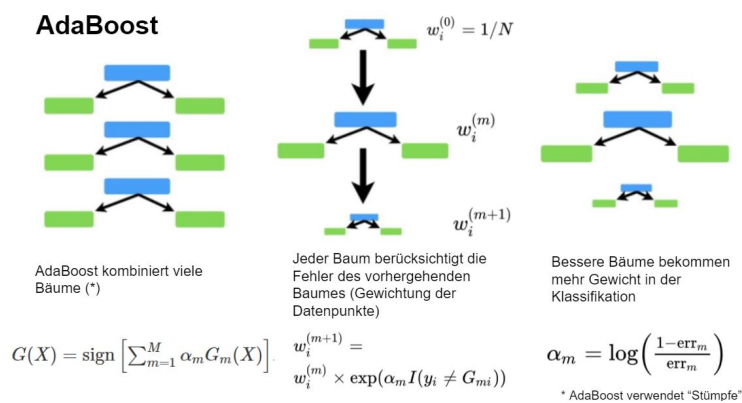 AdaBoost
w_i^{(0)} = 1/N
w_i^{(m)}
w_i^{(m+1)}
AdaBoost kombiniert viele
Bäume (*)
G(X) = sign [∑_{m=1}^{M} α_m G_m(X)]
Jeder Baum berücksichtigt die
Fehler des vorhergehenden
Baumes (Gewichtung der
Datenpunkte)
w_i^{(m+1)} =
w_i^{(m)} × exp(α_m I(y_i ≠ G_{mi}))
Bessere Bäume bekommen
mehr Gewicht in der
Klassifikation
α_m = log((1−err_m)/err_m)
* AdaBoost verwendet “Stümpfe”